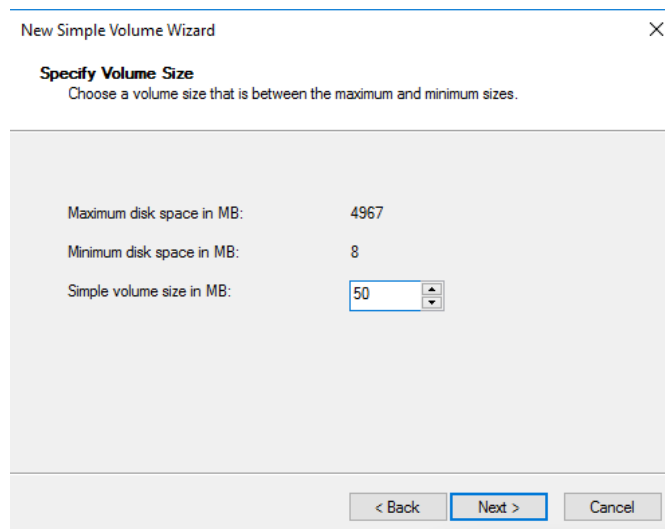 New Simple Volume Wizard
Specify Volume Size
Choose a volume size that is between the maximum and minimum sizes.
Maximum disk space in MB: 4967
Minimum disk space in MB: 8
Simple volume size in MB: 50
< Back Next > Cancel